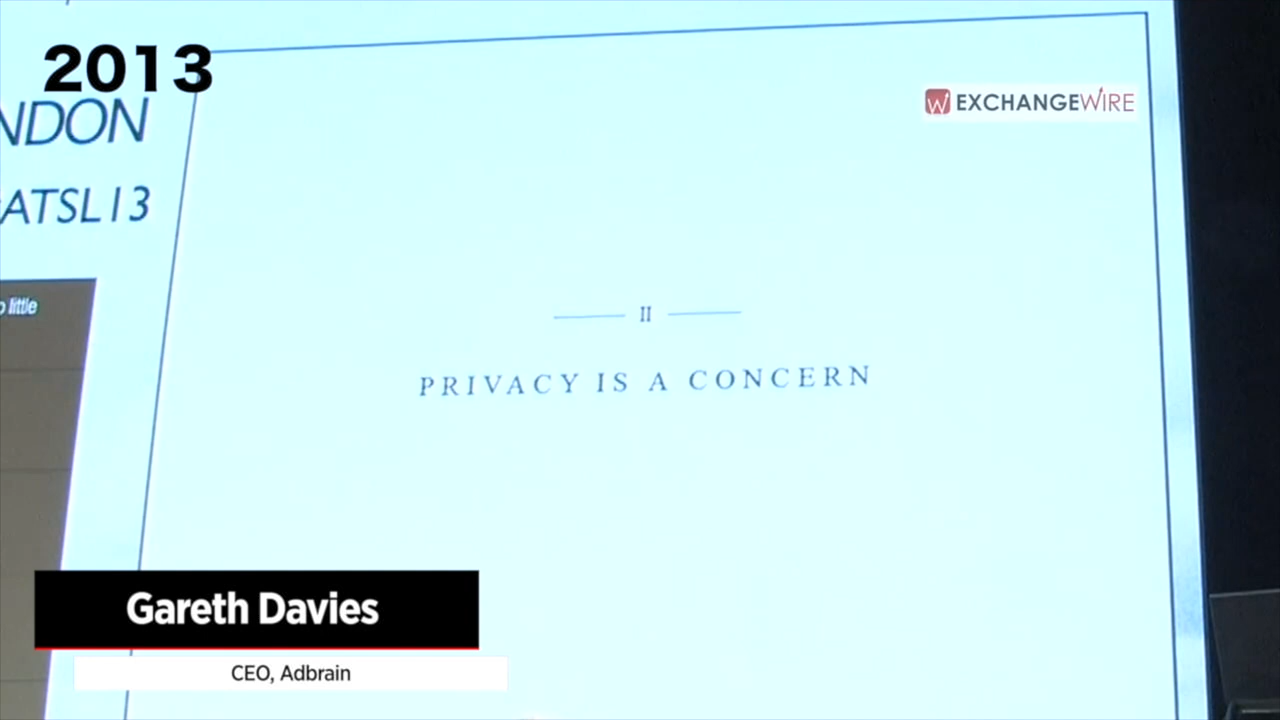 2013
NDON
ATSL13
EXCHANGEWIRE
little
II
PRIVACY IS A CONCERN
Gareth Davies
CEO, Adbrain